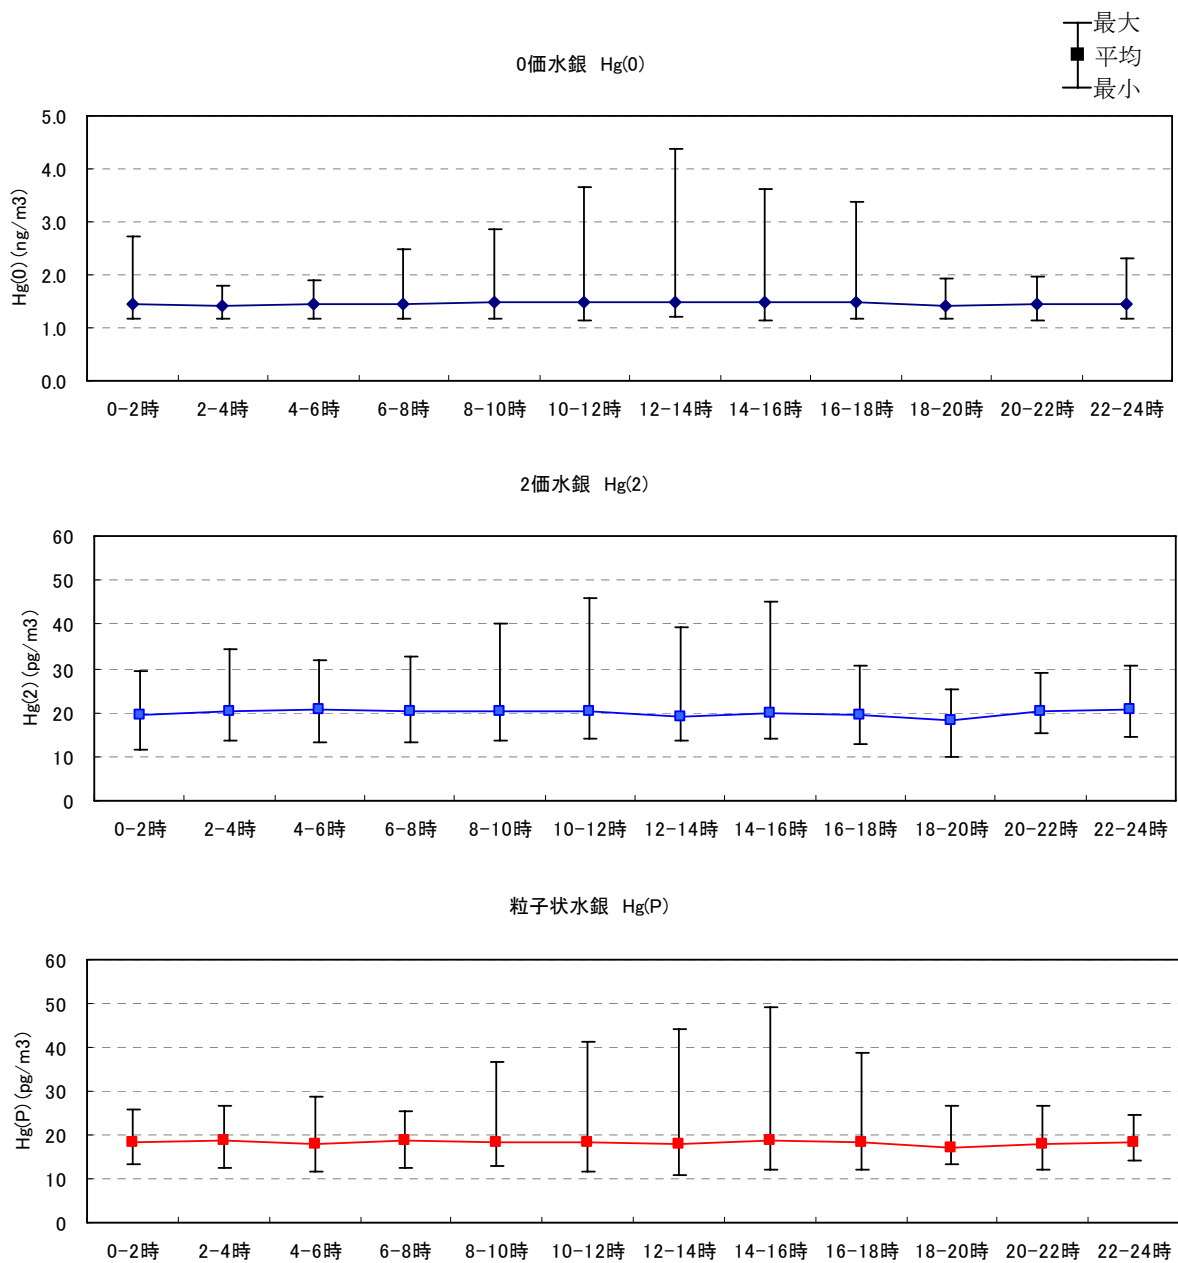 最大
平均
最小
0価水銀 Hg(0)
Hg(0) (ng/m3)
5.0
4.0
3.0
2.0
1.0
0.0
0-2時 2-4時 4-6時 6-8時 8-10時 10-12時 12-14時 14-16時 16-18時 18-20時 20-22時 22-24時
2価水銀 Hg(2)
Hg(2) (pg/m3)
60
50
40
30
20
10
0
0-2時 2-4時 4-6時 6-8時 8-10時 10-12時 12-14時 14-16時 16-18時 18-20時 20-22時 22-24時
粒子状水銀 Hg(P)
Hg(P) (pg/m3)
60
50
40
30
20
10
0
0-2時 2-4時 4-6時 6-8時 8-10時 10-12時 12-14時 14-16時 16-18時 18-20時 20-22時 22-24時